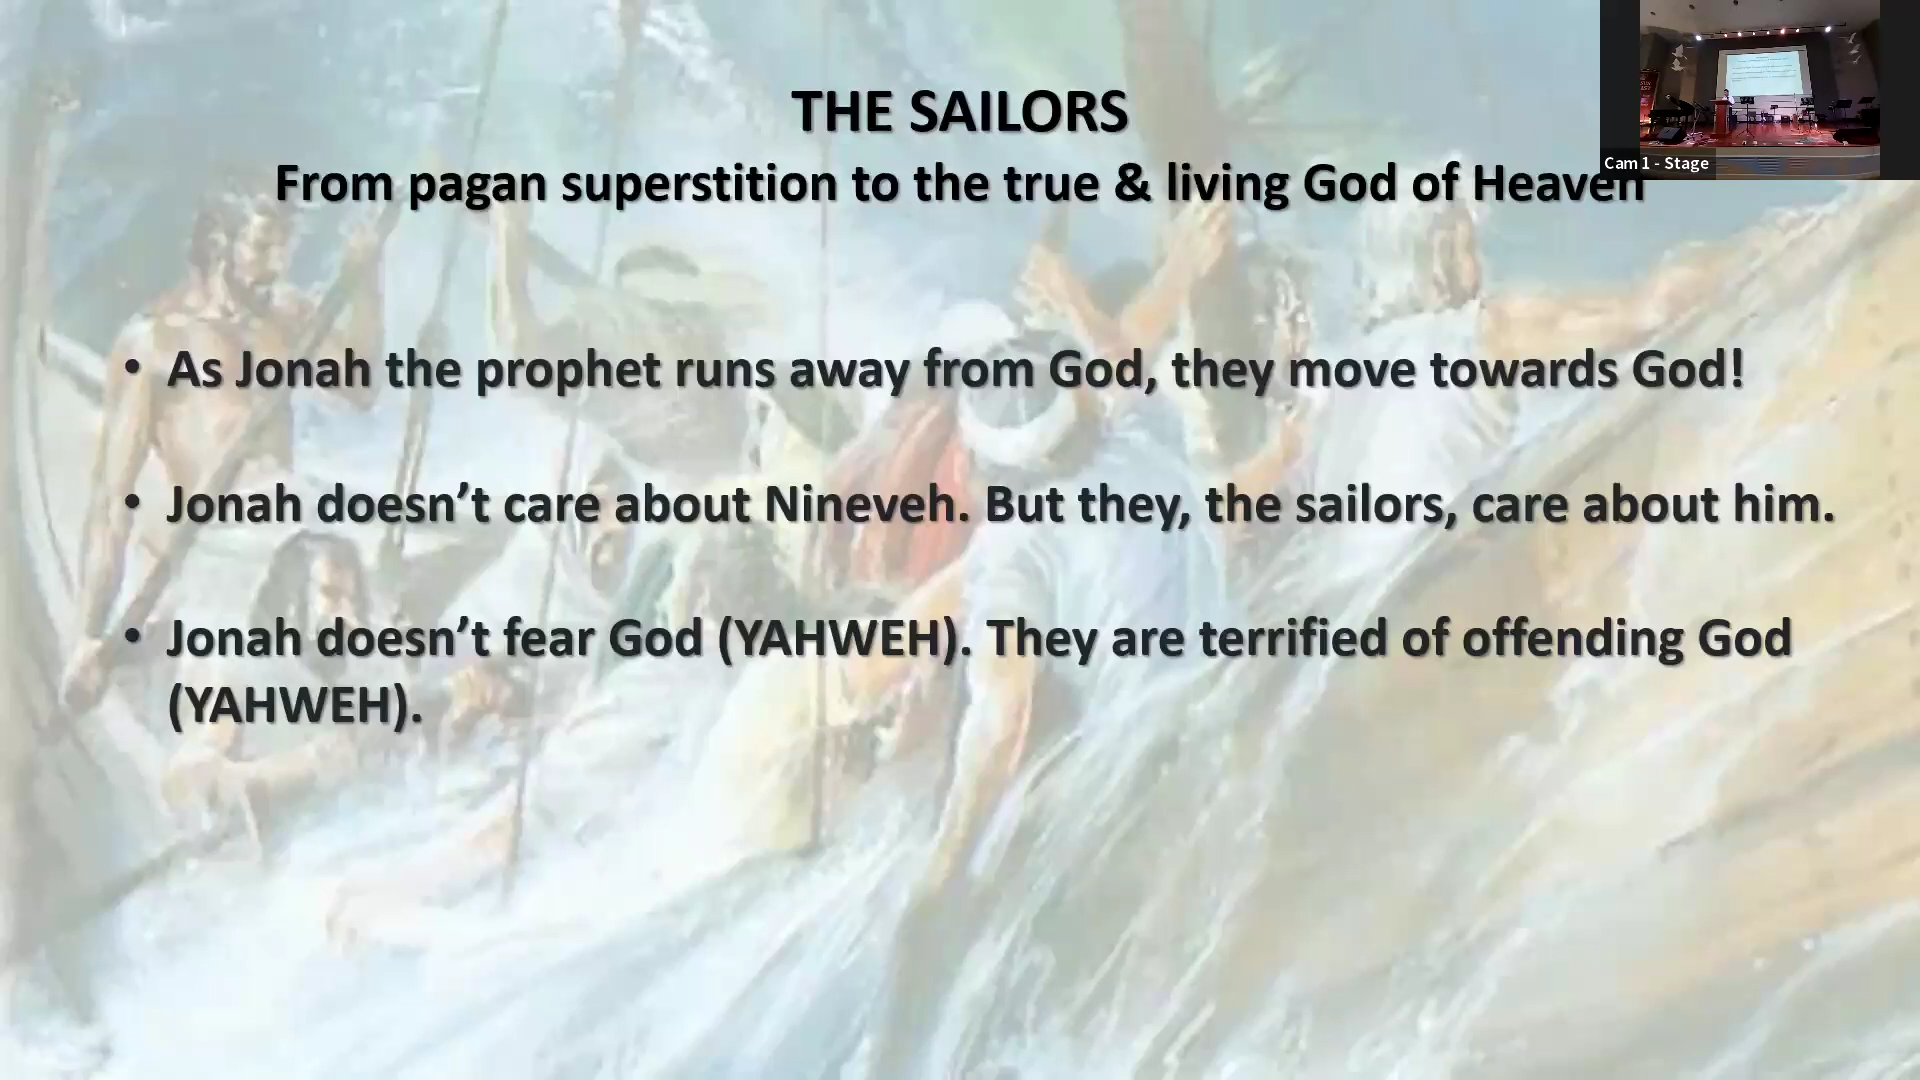 THE SAILORS
From pagan superstition to the true & living God of Heaven
Cam 1 - Stage
• As Jonah the prophet runs away from God, they move towards God!
• Jonah doesn’t care about Nineveh. But they, the sailors, care about him.
• Jonah doesn’t fear God (YAHWEH). They are terrified of offending God
(YAHWEH).